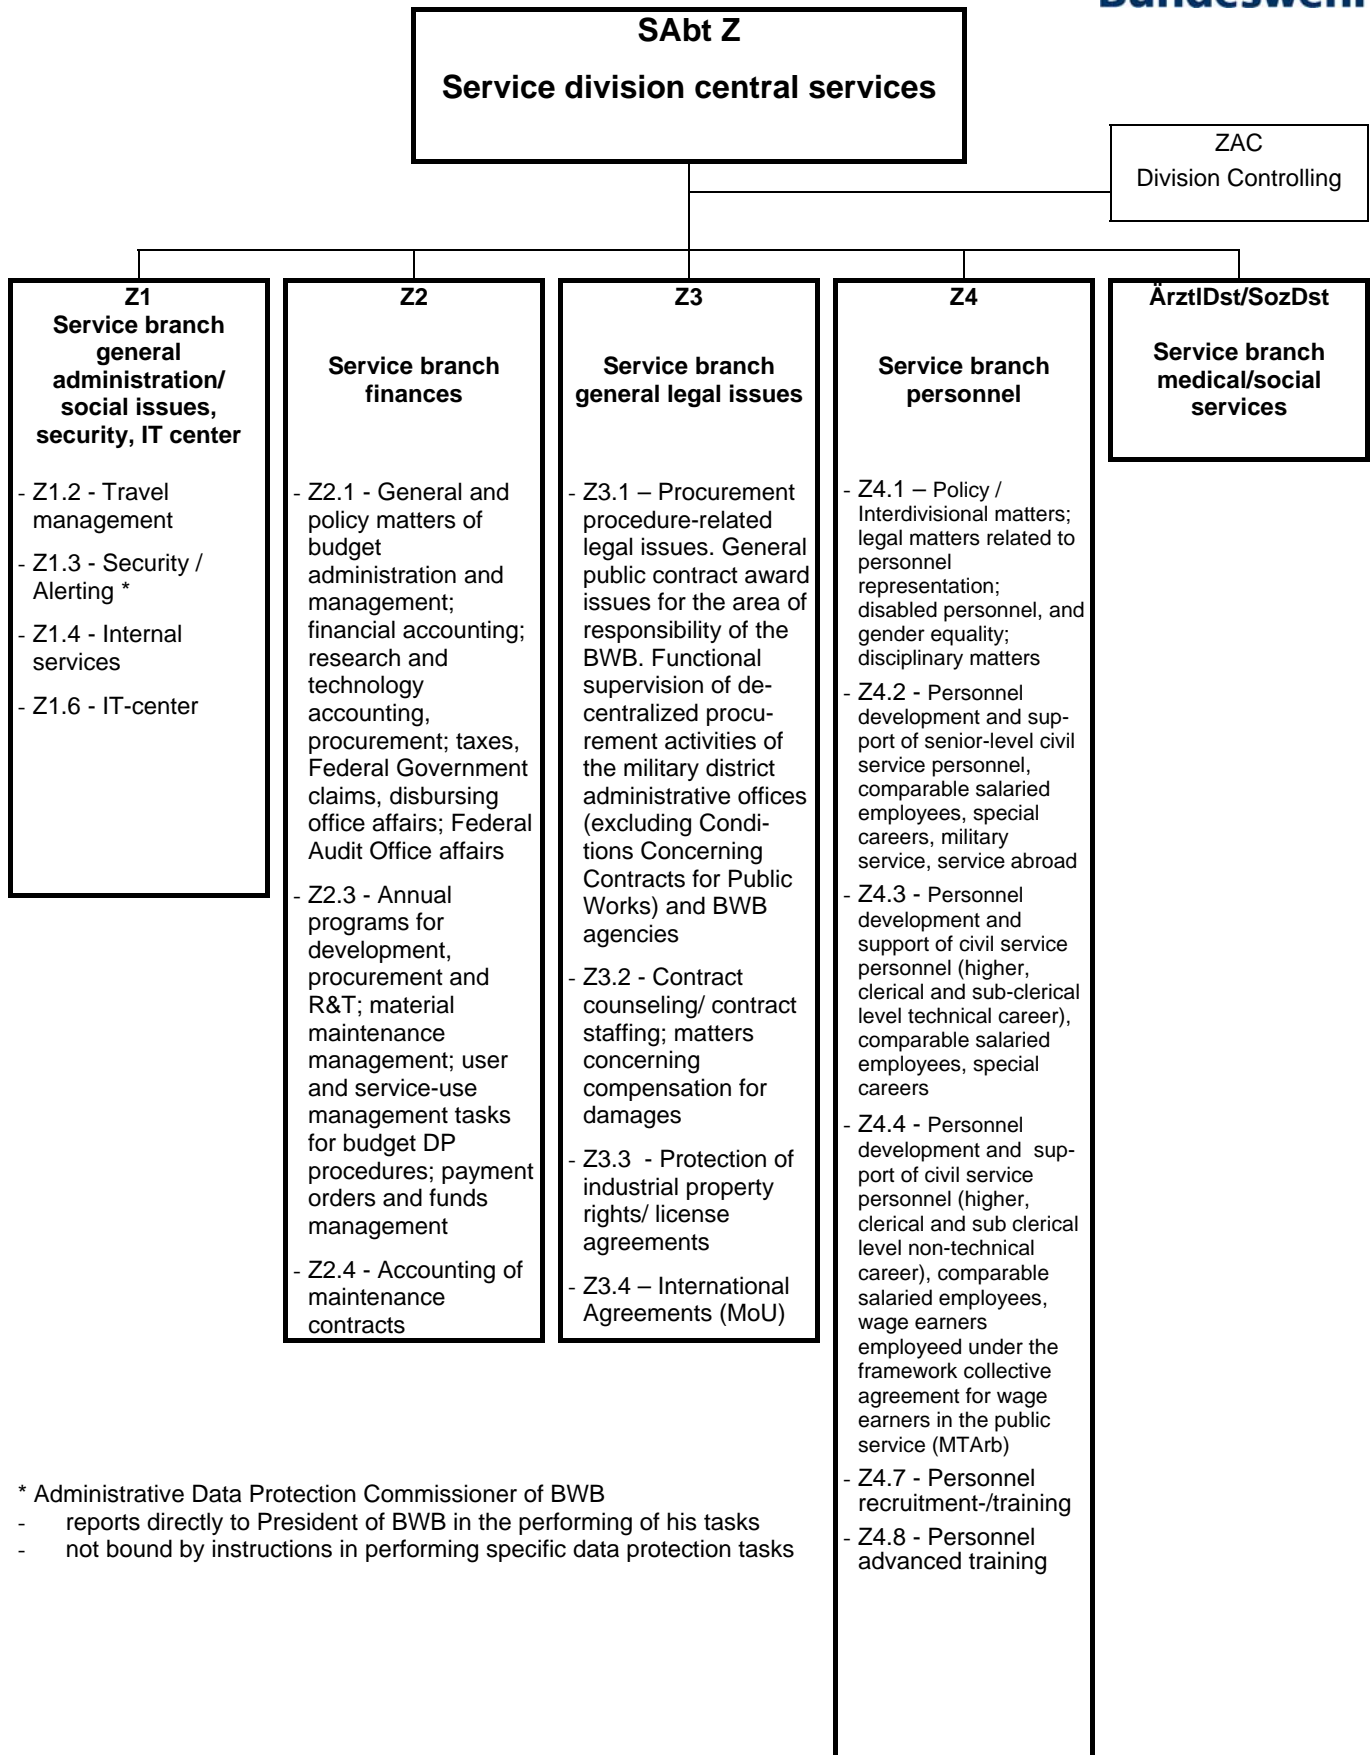 Bundeswehr
SAbt Z
Service division central services
ZAC
Division Controlling
Z1
Service branch
general
administration/
social issues,
security, IT center
- Z1.2 - Travel
management
- Z1.3 - Security /
Alerting *
- Z1.4 - Internal
services
- Z1.6 - IT-center
Z2
Service branch
finances
- Z2.1 - General and
policy matters of
budget
administration and
management;
financial accounting;
research and
technology
accounting,
procurement; taxes,
Federal Government
claims, disbursing
office affairs; Federal
Audit Office affairs
- Z2.3 - Annual
programs for
development,
procurement and
R&T; material
maintenance
management; user
and service-use
management tasks
for budget DP
procedures; payment
orders and funds
management
- Z2.4 - Accounting of
maintenance
contracts
Z3
Service branch
general legal issues
- Z3.1 – Procurement
procedure-related
legal issues. General
public contract award
issues for the area of
responsibility of the
BWB. Functional
supervision of de-
centralized procu-
rement activities of
the military district
administrative offices
(excluding Condi-
tions Concerning
Contracts for Public
Works) and BWB
agencies
- Z3.2 - Contract
counseling/ contract
staffing; matters
concerning
compensation for
damages
- Z3.3 - Protection of
industrial property
rights/ license
agreements
- Z3.4 – International
Agreements (MoU)
Z4
Service branch
personnel
- Z4.1 – Policy /
Interdivisional matters;
legal matters related to
personnel
representation;
disabled personnel, and
gender equality;
disciplinary matters
- Z4.2 - Personnel
development and sup-
port of senior-level civil
service personnel,
comparable salaried
employees, special
careers, military
service, service abroad
- Z4.3 - Personnel
development and
support of civil service
personnel (higher,
clerical and sub-clerical
level technical career),
comparable salaried
employees, special
careers
- Z4.4 - Personnel
development and sup-
port of civil service
personnel (higher,
clerical and sub clerical
level non-technical
career), comparable
salaried employees,
wage earners
employeed under the
framework collective
agreement for wage
earners in the public
service (MTArb)
- Z4.7 - Personnel
recruitment-/training
- Z4.8 - Personnel
advanced training
ÄrztlDst/SozDst
Service branch
medical/social
services
* Administrative Data Protection Commissioner of BWB
- reports directly to President of BWB in the performing of his tasks
- not bound by instructions in performing specific data protection tasks